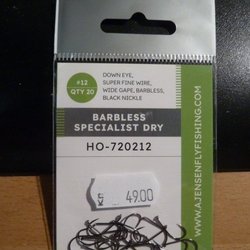 #12
QTY 20
DOWN EYE,
SUPER FINE WIRE,
WIDE GAPE, BARBLESS,
BLACK NICKLE
BARBLESS
SPECIALIST DRY
HO-720212
49.00
WWW.AJENSENFLYFISHING.COM